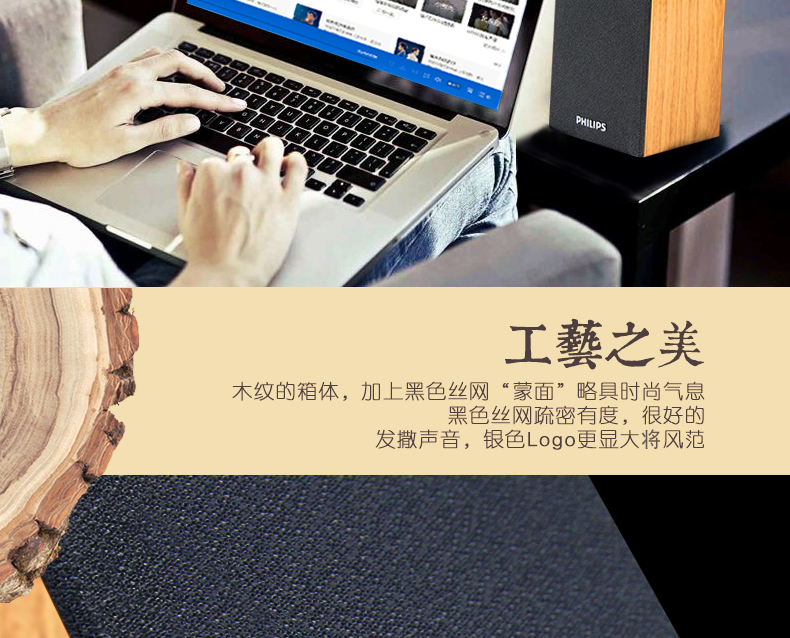 PHILIPS
工藝之美
木纹的箱体，加上黑色丝网“蒙面”略具时尚气息
黑色丝网疏密有度，很好的
发撒声音，银色Logo更显大将风范